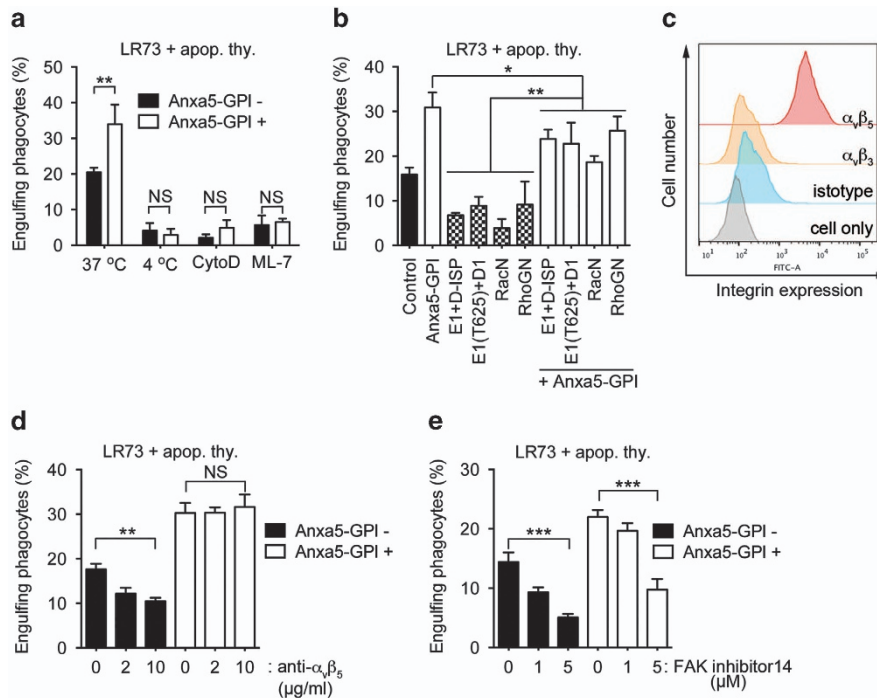 a
LR73 + apop. thy.
Engulfing phagocytes (%)
50
40
30
20
10
0
**
NS
NS
NS
Anxa5-GPI -
Anxa5-GPI +
37 ºC
4 ºC
CytoD
ML-7
b
LR73 + apop. thy.
Engulfing phagocytes (%)
40
30
20
10
0
*
**
Control
Anxa5-GPI
E1+D-ISP
E1(T625)+D1
RacN
RhoGN
E1+D-ISP
E1(T625)+D1
RacN
RhoGN
+ Anxa5-GPI
c
Cell number
αvβ5
αvβ3
istotype
cell only
10¹ 10² 10³ 10⁴ 10⁵
FITC-A
Integrin expression
d
LR73 + apop. thy.
Engulfing phagocytes (%)
40
30
20
10
0
**
NS
Anxa5-GPI -
Anxa5-GPI +
0 2 10 0 2 10 : anti-αvβ5
(μg/ml)
e
LR73 + apop. thy.
Engulfing phagocytes (%)
30
20
10
0
***
***
Anxa5-GPI -
Anxa5-GPI +
0 1 5 0 1 5 : FAK inhibitor14
(μM)